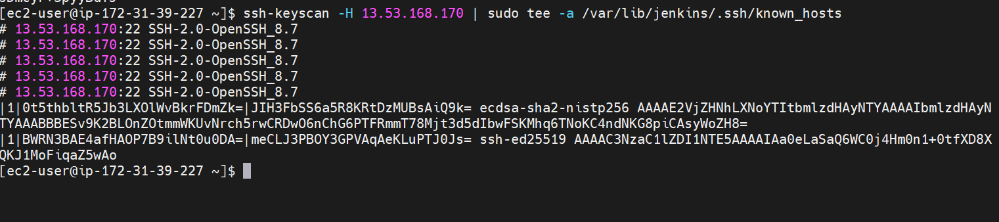 [ec2-user@ip-172-31-39-227 ~]$ ssh-keyscan -H 13.53.168.170 | sudo tee -a /var/lib/jenkins/.ssh/known_hosts
# 13.53.168.170:22 SSH-2.0-OpenSSH_8.7
# 13.53.168.170:22 SSH-2.0-OpenSSH_8.7
# 13.53.168.170:22 SSH-2.0-OpenSSH_8.7
# 13.53.168.170:22 SSH-2.0-OpenSSH_8.7
# 13.53.168.170:22 SSH-2.0-OpenSSH_8.7
|1|0t5thbltR5Jb3LXOlWvBkrFDmZk=|JIH3FbSS6a5R8KRtDzMUBsAiQ9k= ecdsa-sha2-nistp256 AAAAE2VjZHNhLXNoYTItbmlzdHAyNTYAAAAIbmlzdHAyN
TYAAABBBESv9K2BLOnZOtmmWKUvNrch5rwCRDwO6nChG6PTFRmmT78Mjt3d5dIbwFSKMhq6TNoKC4ndNKG8piCAsyWoZH8=
|1|BWRN3BAE4afHAOP7B9ilNt0u0DA=|meCLJ3PBOY3GPVAqAeKLuPTJ0Js= ssh-ed25519 AAAAC3NzaC1lZDI1NTE5AAAAIAa0eLaSaQ6WC0j4Hm0n1+0tfXD8X
QKJ1MoFiqaZ5wAo
[ec2-user@ip-172-31-39-227 ~]$